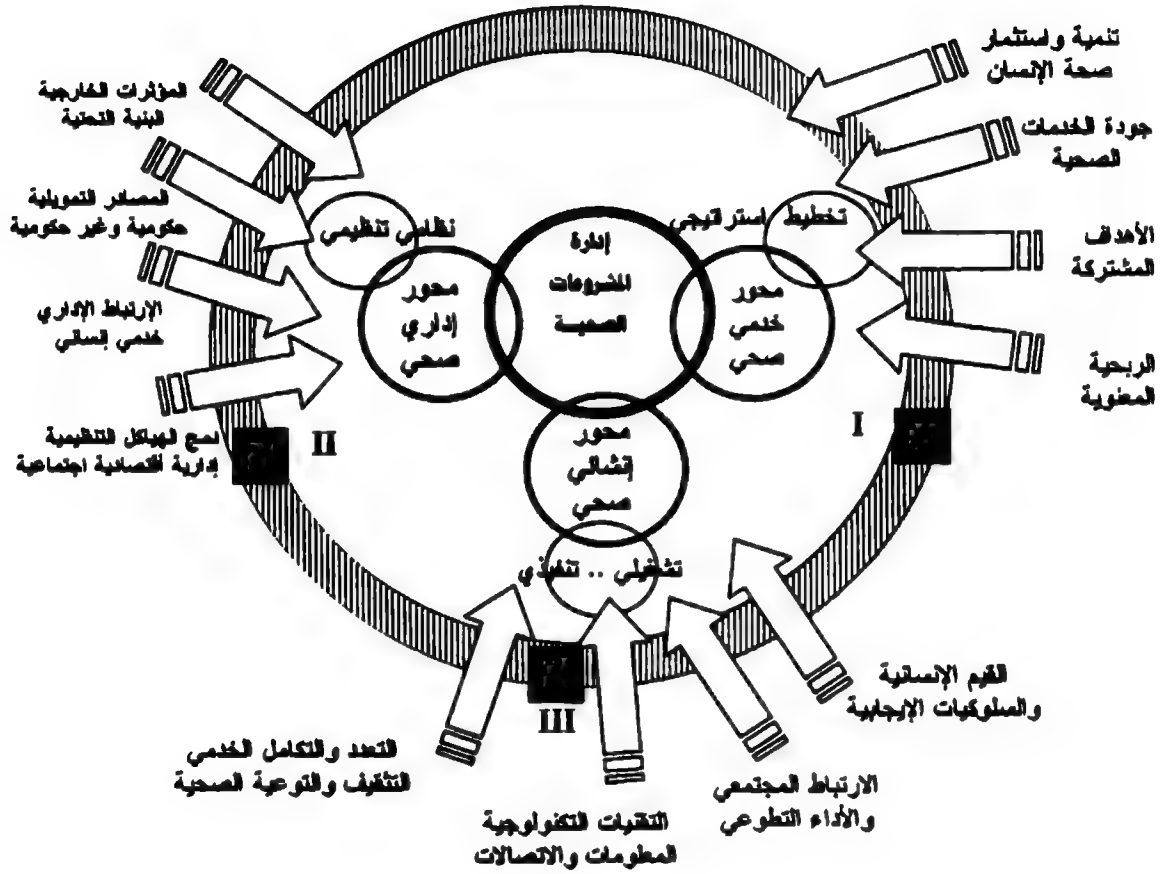 تنمية واستثمار
صحة الإنسان
جودة الخدمات
الصحية
الأهداف
المشتركة
الربحية
المعنوية
المؤثرات الخارجية
البنية التحتية
المصادر التمويلية
حكومية وغير حكومية
الإرتباط الإداري
خدمي إنساني
دمج الهياكل التنظيمية
إدارية أقتصادية اجتماعية
تخطيط استراتيجي
محور
خدمي
صحي
إدارة
المشروعات
الصحية
نظامي تنظيمي
محور
إداري
صحي
محور
إنشائي
صحي
تشغيلي .. تنفيذي
I
II
III
القيم الإنسانية
والسلوكيات الإيجابية
الارتباط المجتمعي
والأداء التطوعي
التقنيات التكنولوجية
المعلومات والاتصالات
التعدد والتكامل الخدمي
التثقيف والتوعية الصحية